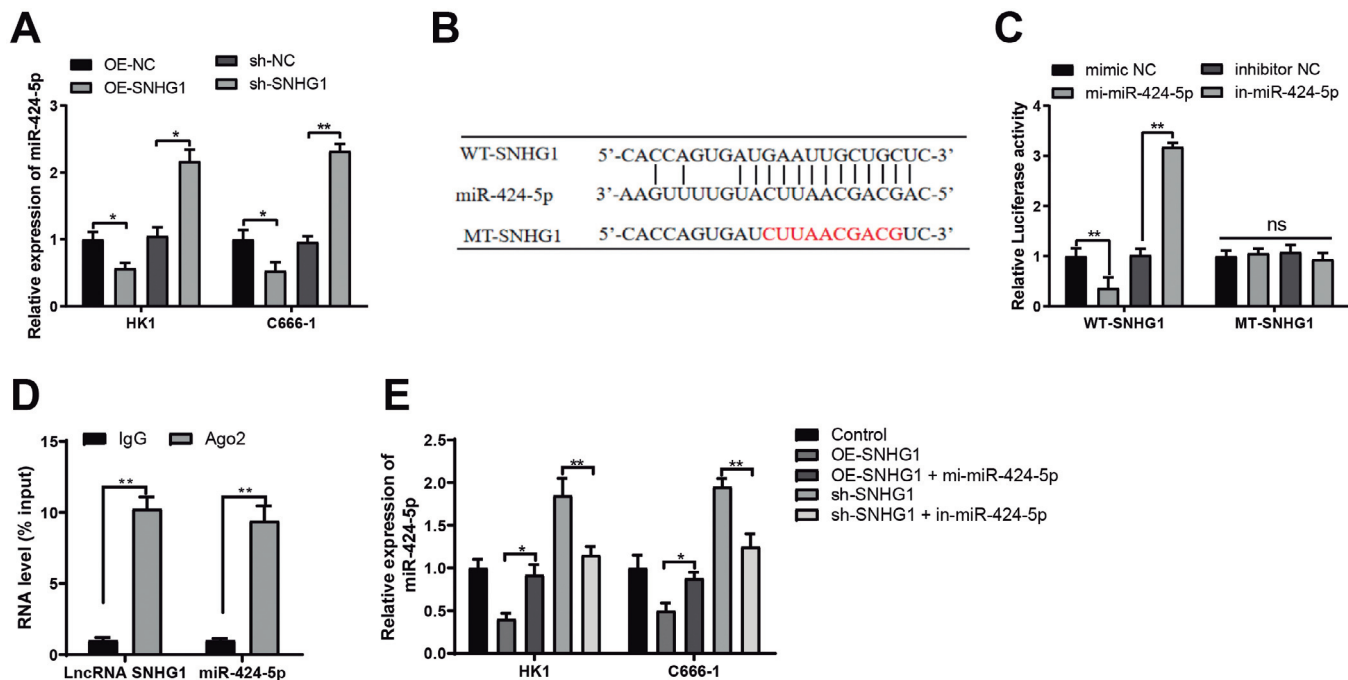 A
OE-NC
sh-NC
OE-SNHG1
sh-SNHG1
Relative expression of miR-424-5p
3
2
1
0
*
*
*
**
HK1
C666-1
B
WT-SNHG1 5’-CACCAGUGAUGAAUUGCUGCUC-3’
miR-424-5p 3’-AAGUUUUGUACUUAACGACGAC-5’
MT-SNHG1 5’-CACCAGUGAUCUUAACGACGUC-3’
C
mimic NC
inhibitor NC
mi-miR-424-5p
in-miR-424-5p
Relative Luciferase activity
4
3
2
1
0
**
**
ns
WT-SNHG1
MT-SNHG1
D
IgG
Ago2
RNA level (% input)
15
10
5
0
**
**
LncRNA SNHG1
miR-424-5p
E
Relative expression of
miR-424-5p
2.5
2.0
1.5
1.0
0.5
0.0
*
**
*
**
HK1
C666-1
Control
OE-SNHG1
OE-SNHG1 + mi-miR-424-5p
sh-SNHG1
sh-SNHG1 + in-miR-424-5p